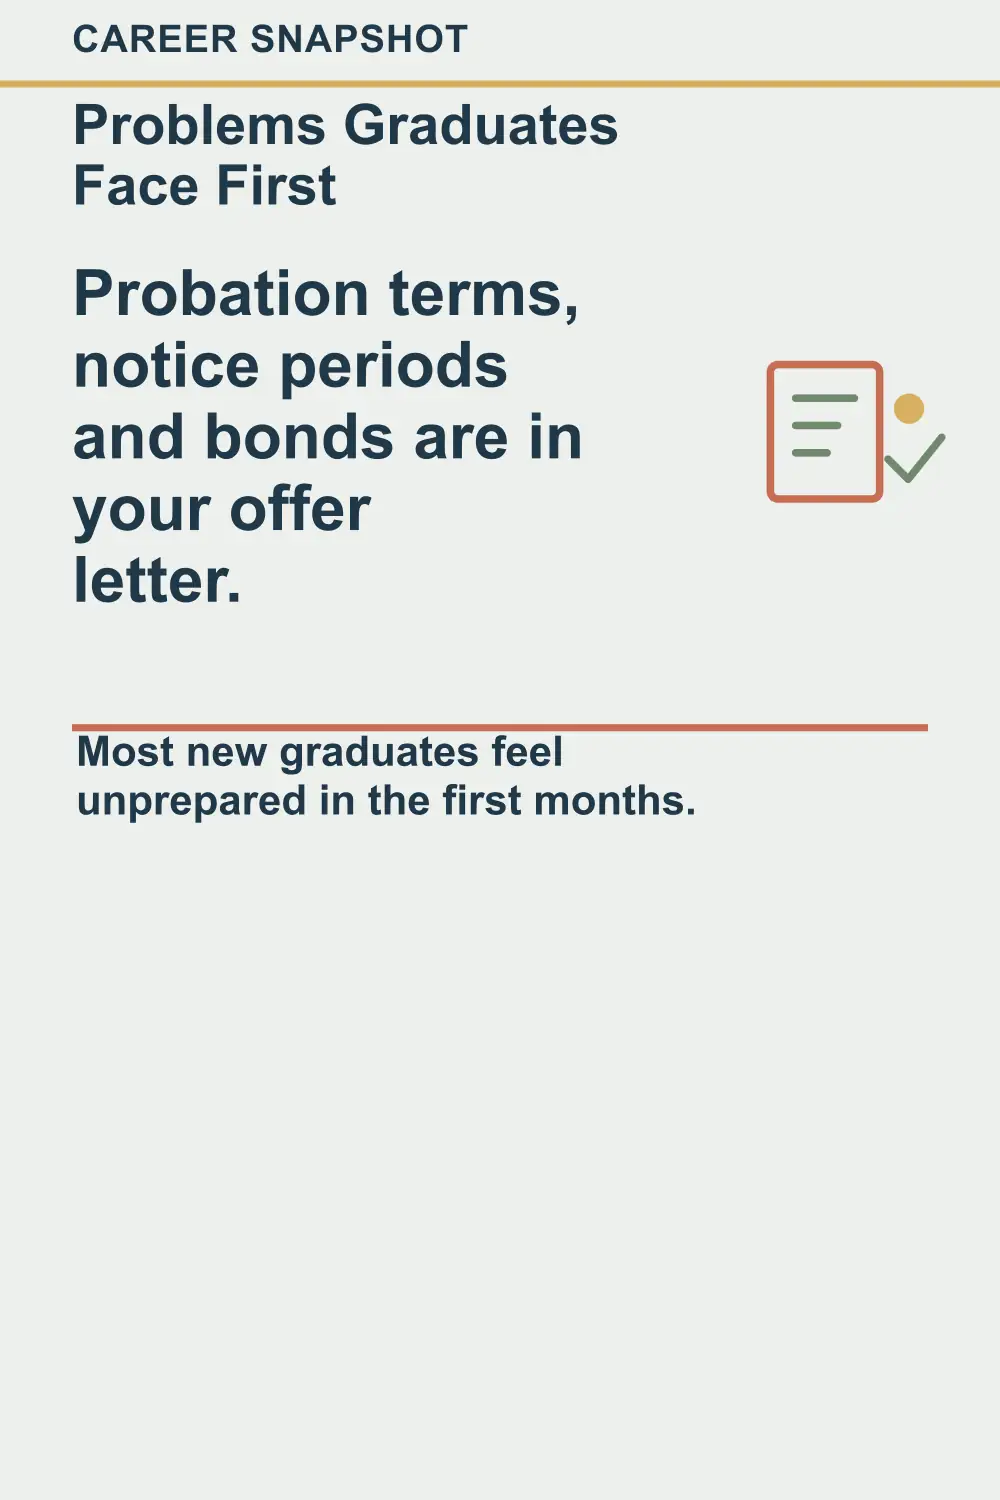 CAREER SNAPSHOT
Problems Graduates
Face First
Probation terms,
notice periods
and bonds are in
your offer
letter.
Most new graduates feel
unprepared in the first months.